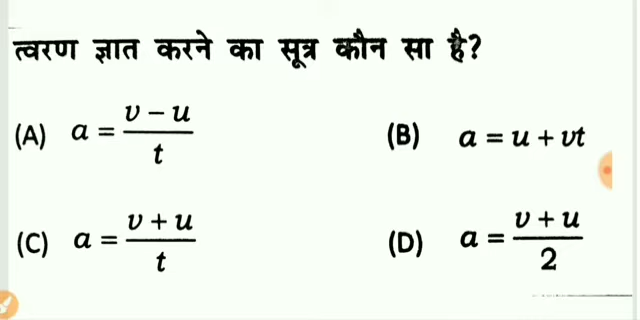 त्वरण ज्ञात करने का सूत्र कौन सा है?
(A) a = (v − u)/t
(B) a = u + vt
(C) a = (v + u)/t
(D) a = (v + u)/2